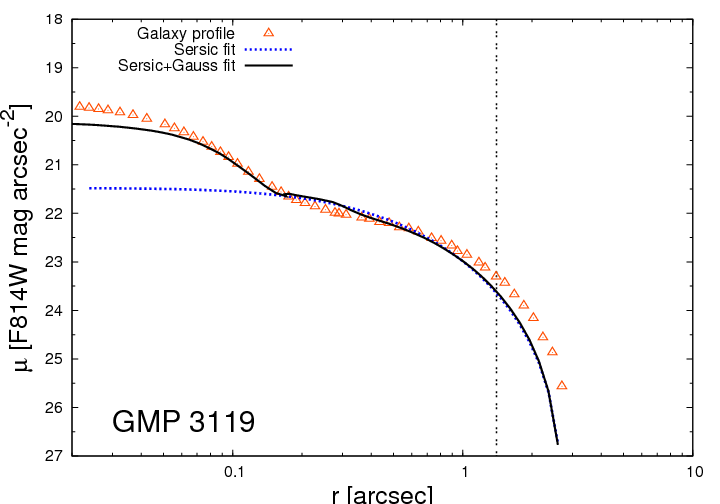 Galaxy profile
Sersic fit
Sersic+Gauss fit
18
19
20
21
22
23
24
25
26
27
μ [F814W mag arcsec-2]
GMP 3119
0.1
1
10
r [arcsec]